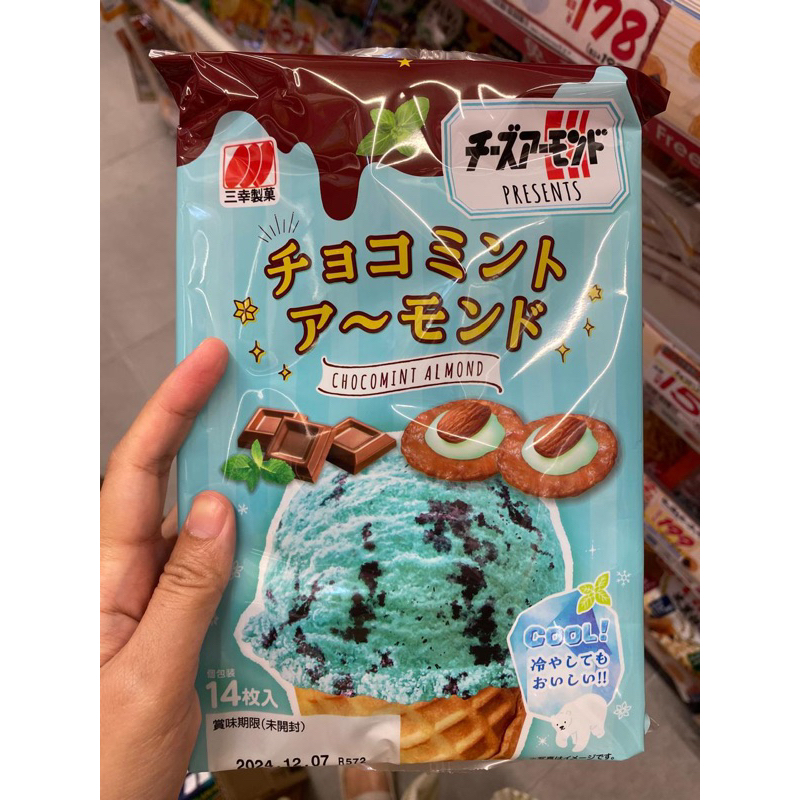 178
チーズアーモンド
PRESENTS
三幸製菓
チョコミント
ア〜モンド
CHOCOMINT ALMOND
COOL!
冷やしても
おいしい!!
個包装
14枚入
賞味期限(未開封)
2024.12.07 R572
199